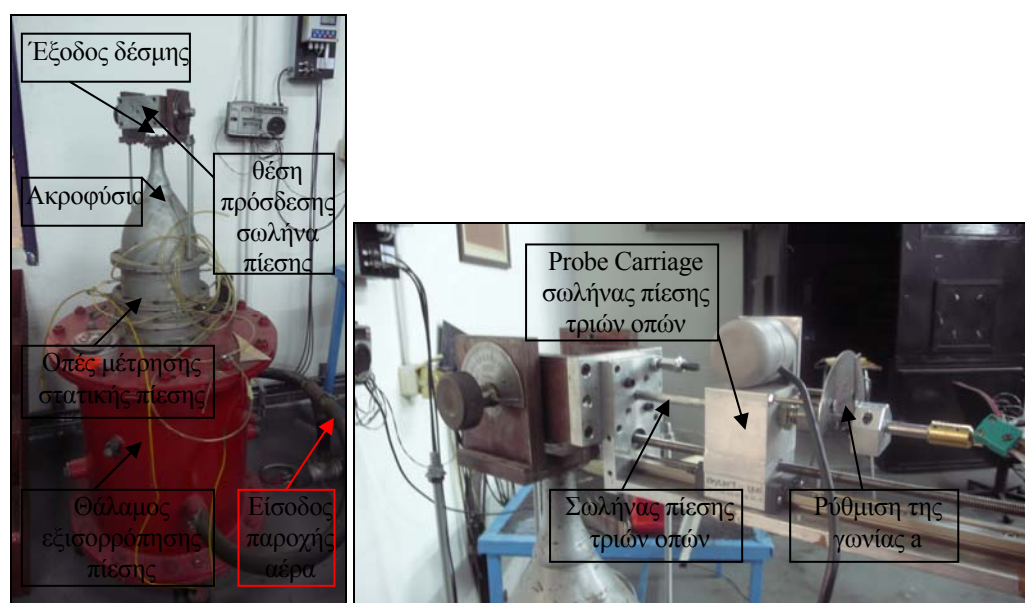 Έξοδος δέσμης
Ακροφύσιο
θέση
πρόσδεσης
σωλήνα
πίεσης
Οπές μέτρησης
στατικής πίεσης
Θάλαμος
εξισορρόπησης
πίεσης
Είσοδος
παροχής
αέρα
Probe Carriage
σωλήνας πίεσης
τριών οπών
Σωλήνας πίεσης
τριών οπών
Ρύθμιση της
γωνίας a